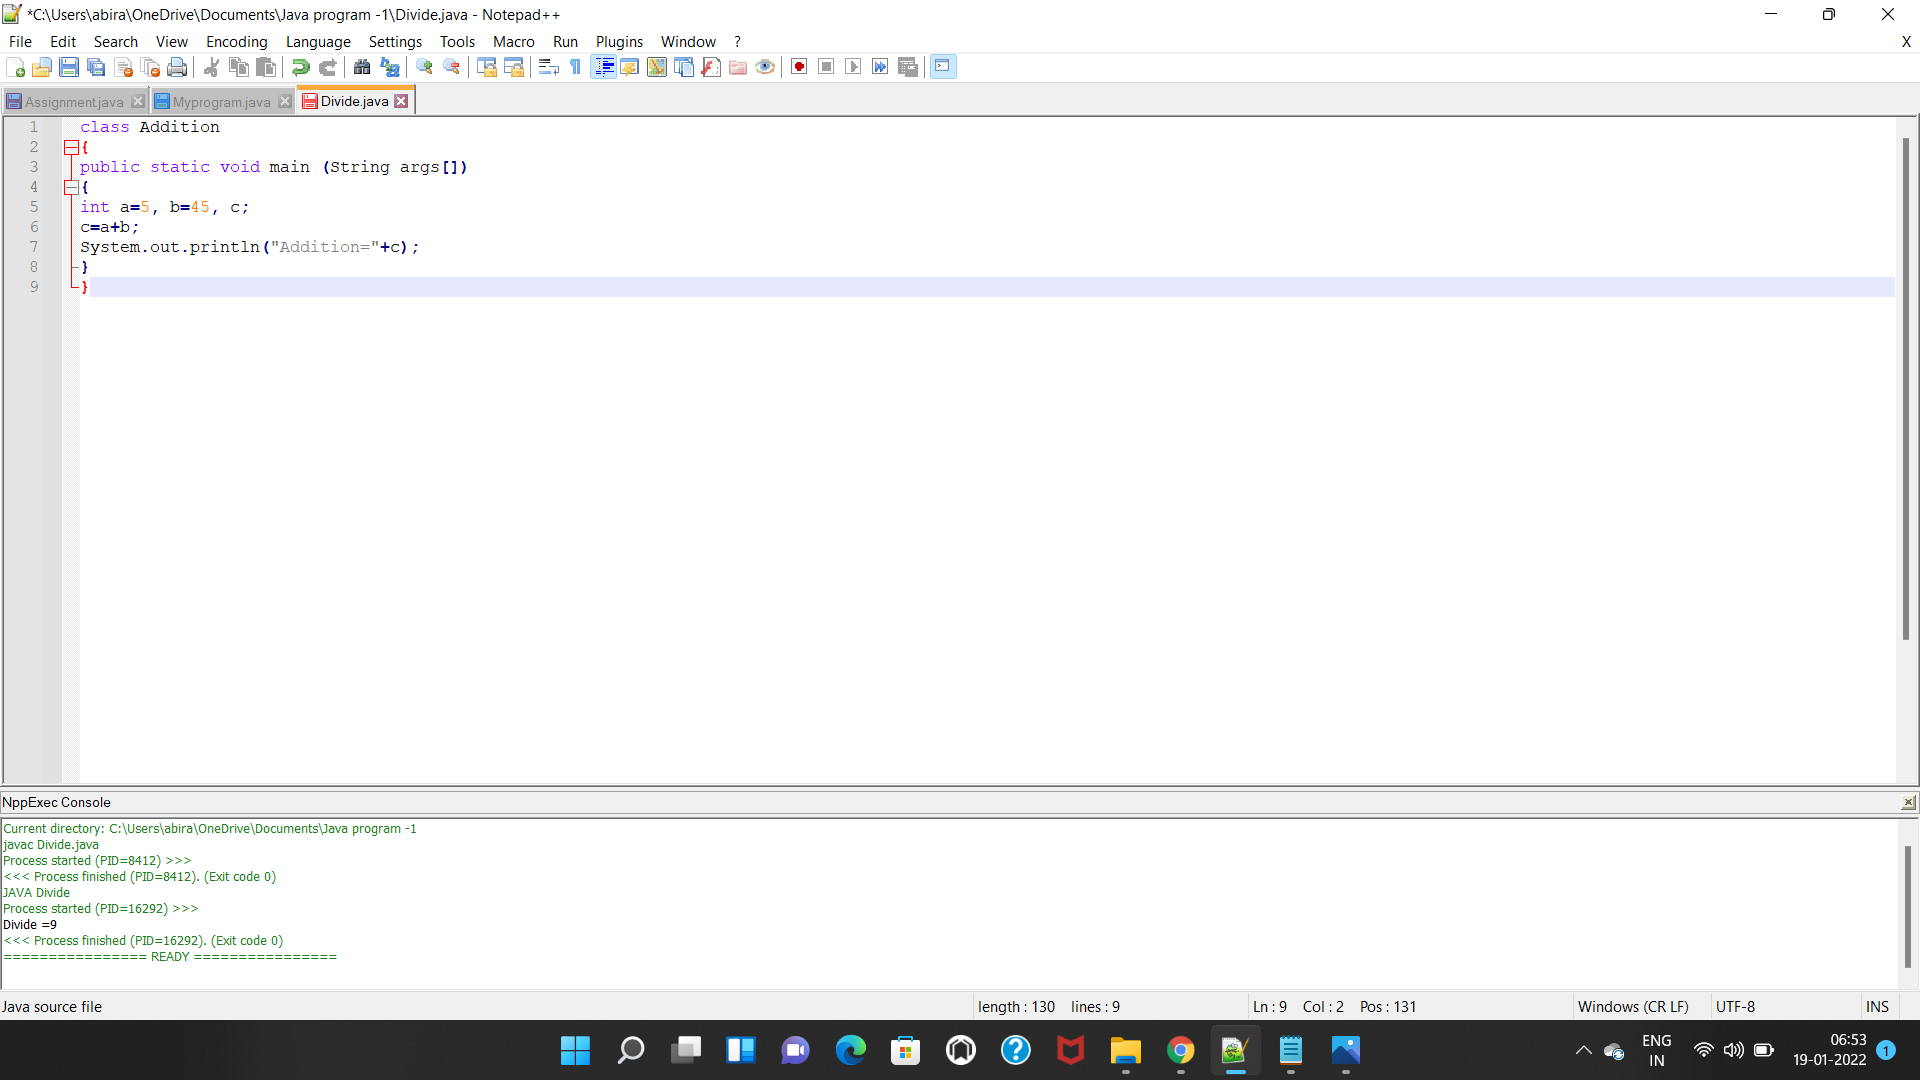 *C:\Users\abira\OneDrive\Documents\Java program -1\Divide.java - Notepad++
File Edit Search View Encoding Language Settings Tools Macro Run Plugins Window ? X
Assignment.java Myprogram.java Divide.java
1 class Addition
2 {
3 public static void main (String args[])
4 {
5 int a=5, b=45, c;
6 c=a+b;
7 System.out.println("Addition="+c);
8 }
9 }
NppExec Console
Current directory: C:\Users\abira\OneDrive\Documents\Java program -1
javac Divide.java
Process started (PID=8412) >>>
<<< Process finished (PID=8412). (Exit code 0)
JAVA Divide
Process started (PID=16292) >>>
Divide =9
<<< Process finished (PID=16292). (Exit code 0)
================ READY ================
Java source file length : 130 lines : 9 Ln : 9 Col : 2 Pos : 131 Windows (CR LF) UTF-8 INS
ENG 06:53
IN 19-01-2022 1